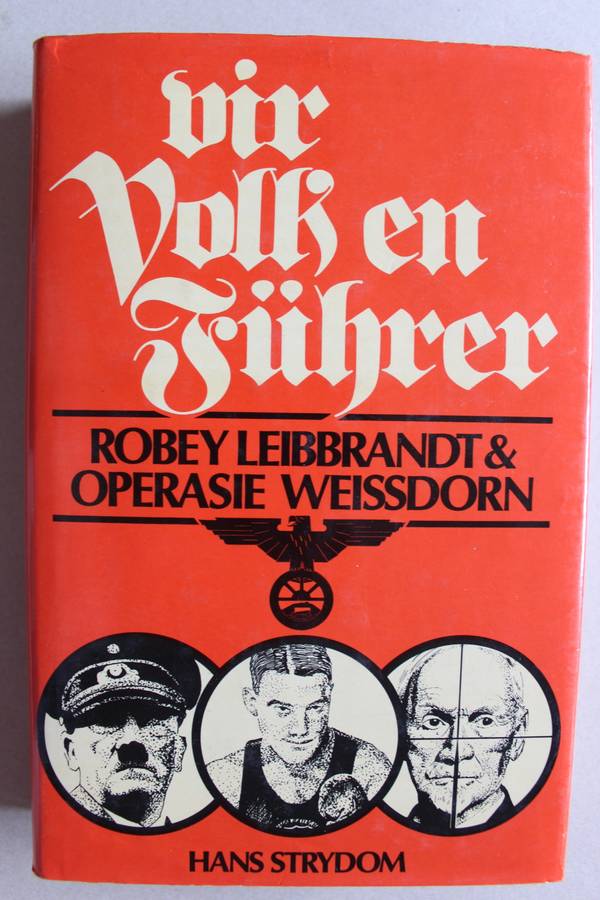 vir
Volk en
Führer
ROBEY LEIBBRANDT &
OPERASIE WEISSDORN
HANS STRYDOM